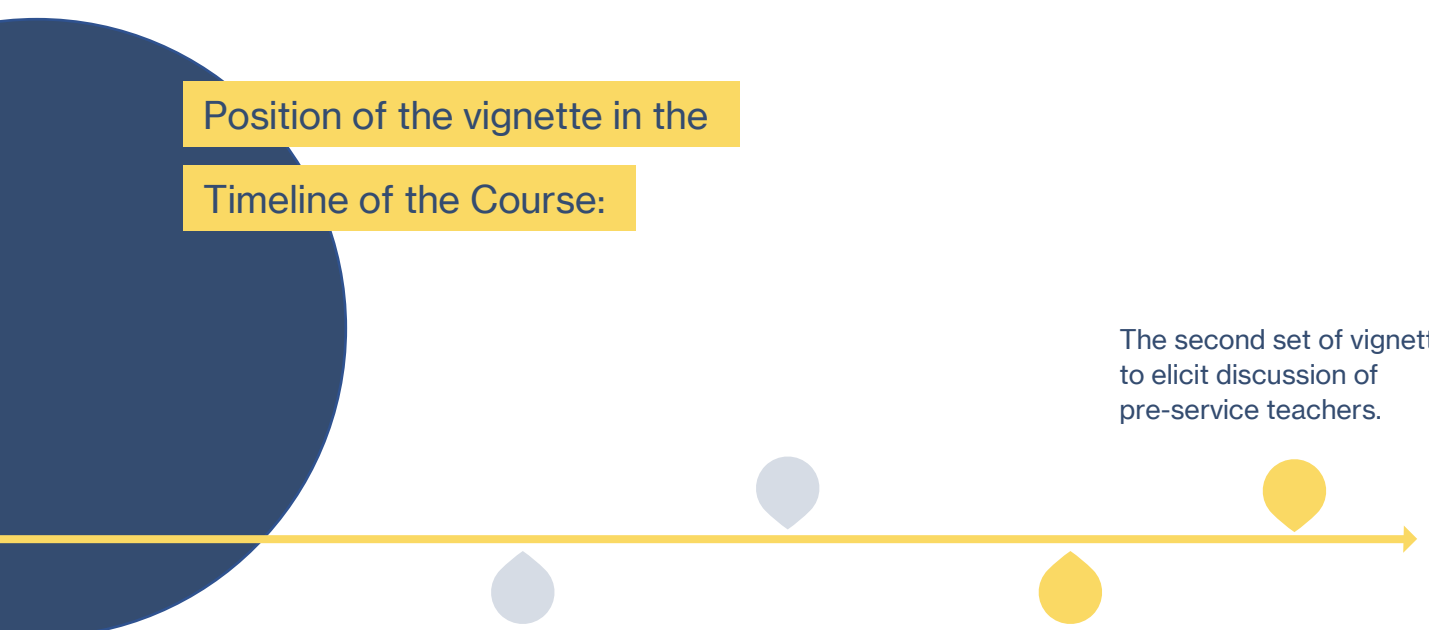 Position of the vignette in the
Timeline of the Course:
The second set of vignett
to elicit discussion of
pre-service teachers.